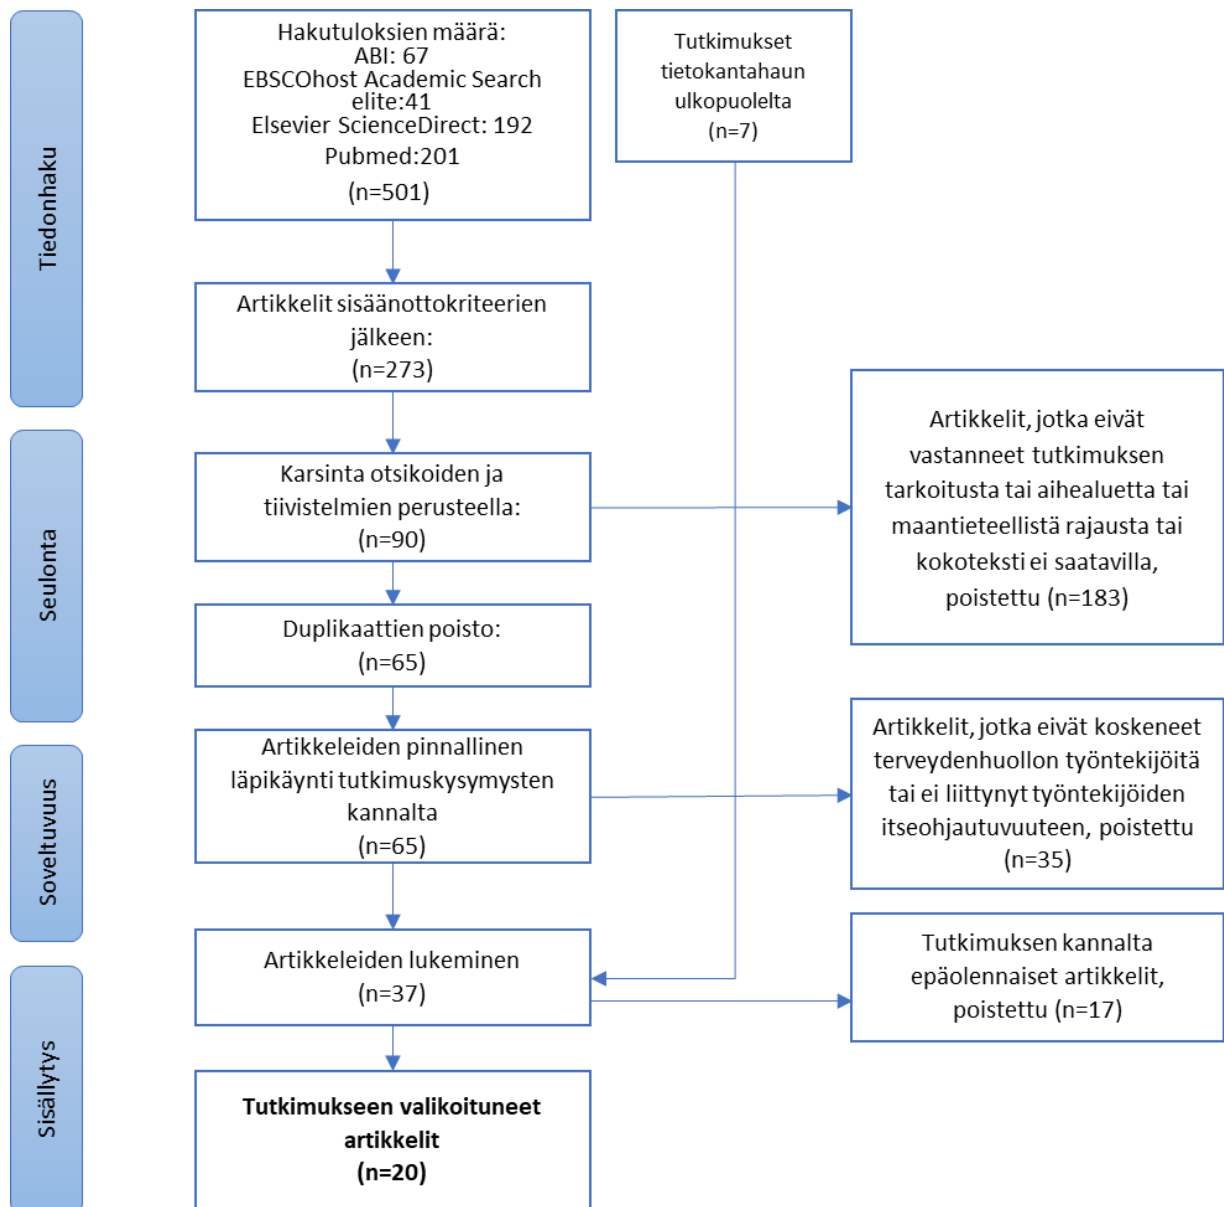 Tiedonhaku
Hakutuloksien määrä:
ABI: 67
EBSCOhost Academic Search
elite:41
Elsevier ScienceDirect: 192
Pubmed:201
(n=501)
Tutkimukset
tietokantahaun
ulkopuolelta
(n=7)
Artikkelit sisäänottokriteerien
jälkeen:
(n=273)
Seulonta
Karsinta otsikoiden ja
tiivistelmien perusteella:
(n=90)
Artikkelit, jotka eivät
vastanneet tutkimuksen
tarkoitusta tai aihealuetta tai
maantieteellistä rajausta tai
kokoteksti ei saatavilla,
poistettu (n=183)
Duplikaattien poisto:
(n=65)
Soveltuvuus
Artikkeleiden pinnallinen
läpikäynti tutkimuskysymysten
kannalta
(n=65)
Artikkelit, jotka eivät koskeneet
terveydenhuollon työntekijöitä
tai ei liittynyt työntekijöiden
itseohjautuvuuteen, poistettu
(n=35)
Sisällytys
Artikkeleiden lukeminen
(n=37)
Tutkimuksen kannalta
epäolennaiset artikkelit,
poistettu (n=17)
Tutkimukseen valikoituneet
artikkelit
(n=20)